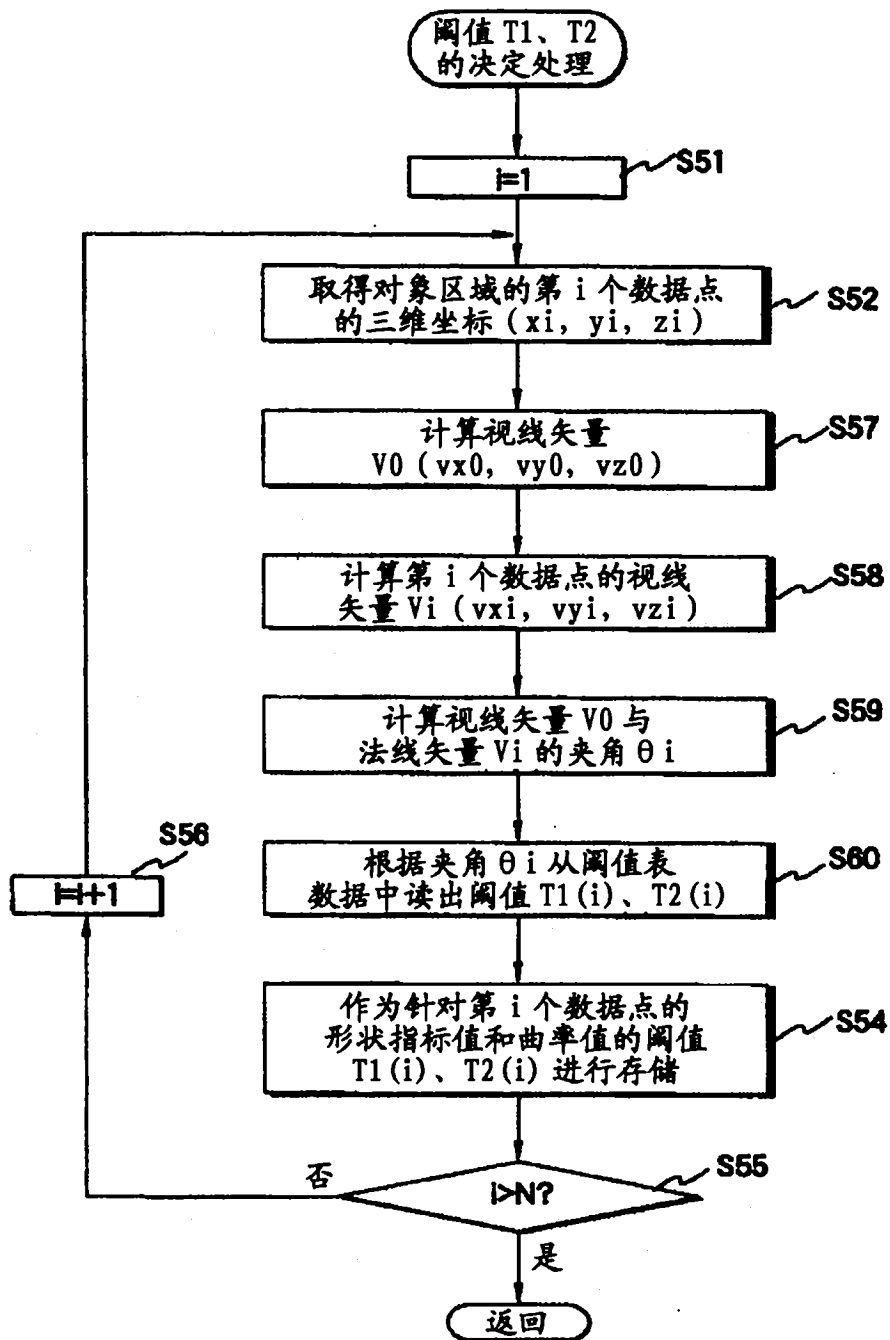 阈值 T1、T2
的决定处理
S51
i=1
取得对象区域的第 i 个数据点
的三维坐标 (xi, yi, zi)
S52
计算视线矢量
V0 (vx0, vy0, vz0)
S57
计算第 i 个数据点的视线
矢量 Vi (vxi, vyi, vzi)
S58
计算视线矢量 V0 与
法线矢量 Vi 的夹角 θi
S59
S56
i=i+1
根据夹角 θi 从阈值表
数据中读出阈值 T1(i)、T2(i)
S60
作为针对第 i 个数据点的
形状指标值和曲率值的阈值
T1(i)、T2(i) 进行存储
S54
否
i>N?
S55
是
返回